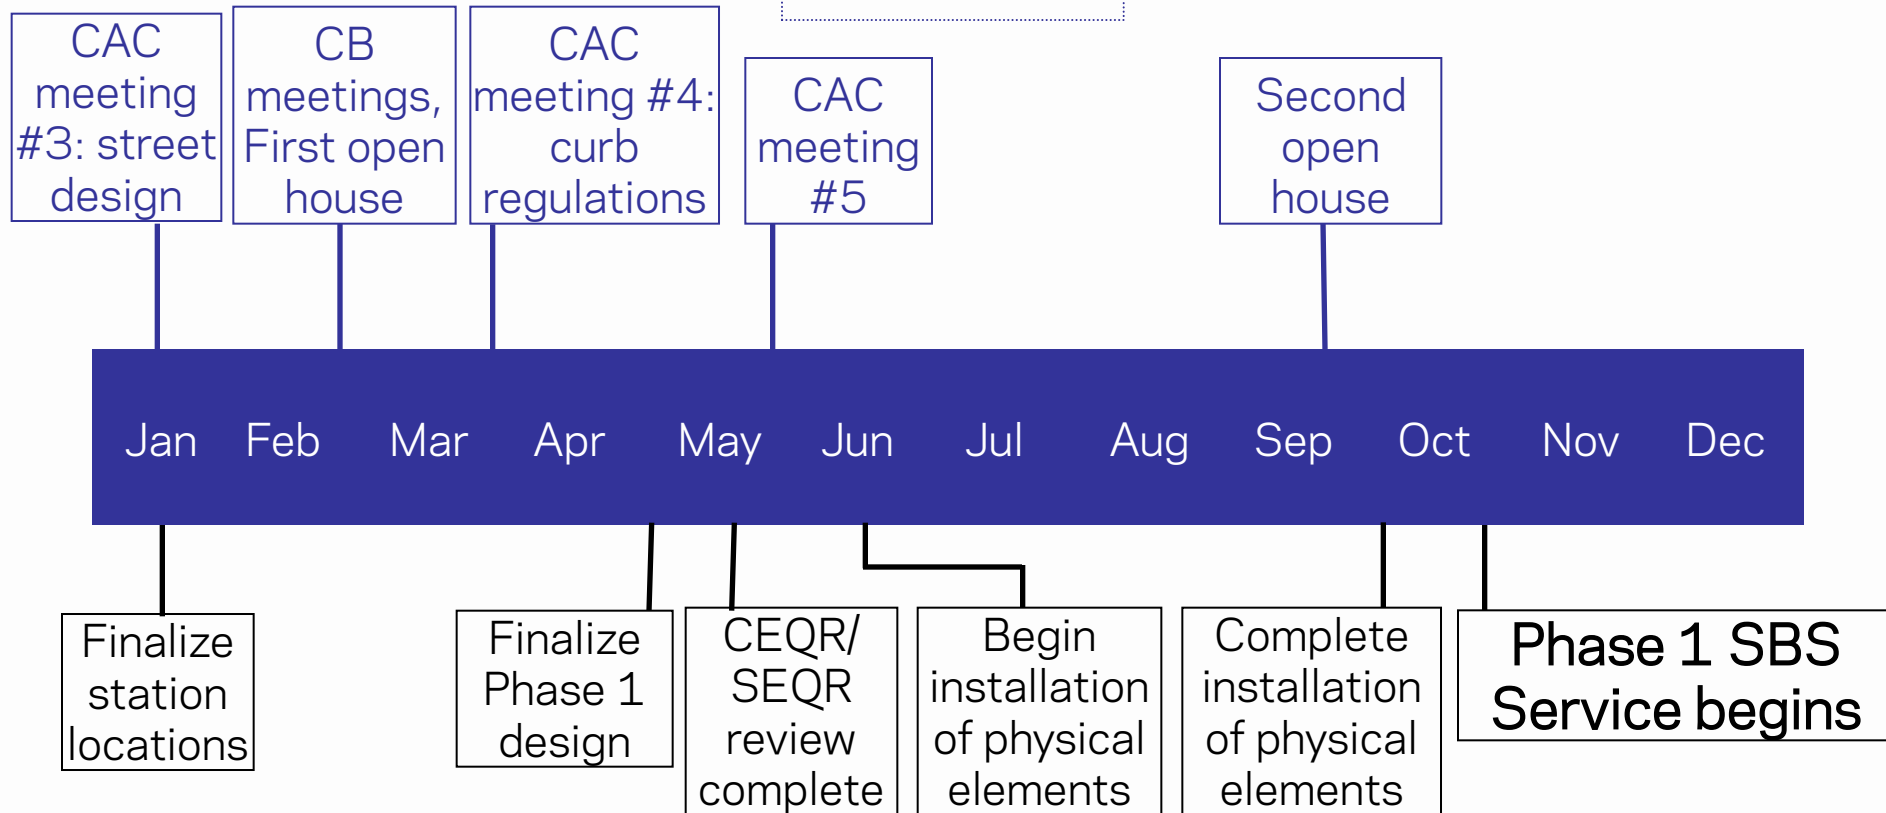 CAC
meeting
#3: street
design
CB
meetings,
First open
house
CAC
meeting #4:
curb
regulations
CAC
meeting
#5
Second
open
house
Jan Feb Mar Apr May Jun Jul Aug Sep Oct Nov Dec
Finalize
station
locations
Finalize
Phase 1
design
CEQR/
SEQR
review
complete
Begin
installation
of physical
elements
Complete
installation
of physical
elements
Phase 1 SBS
Service begins